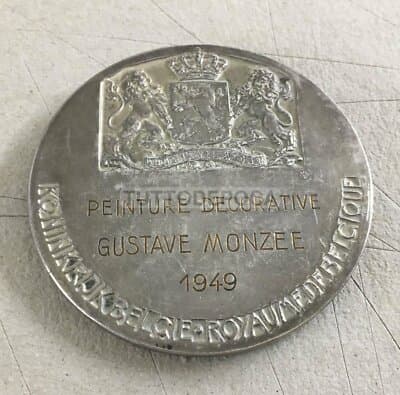 PEINTURE DECORATIVE
GUSTAVE MONZEE
1949
KONINKRIJK BELGIE • ROYAUME DE BELGIQUE